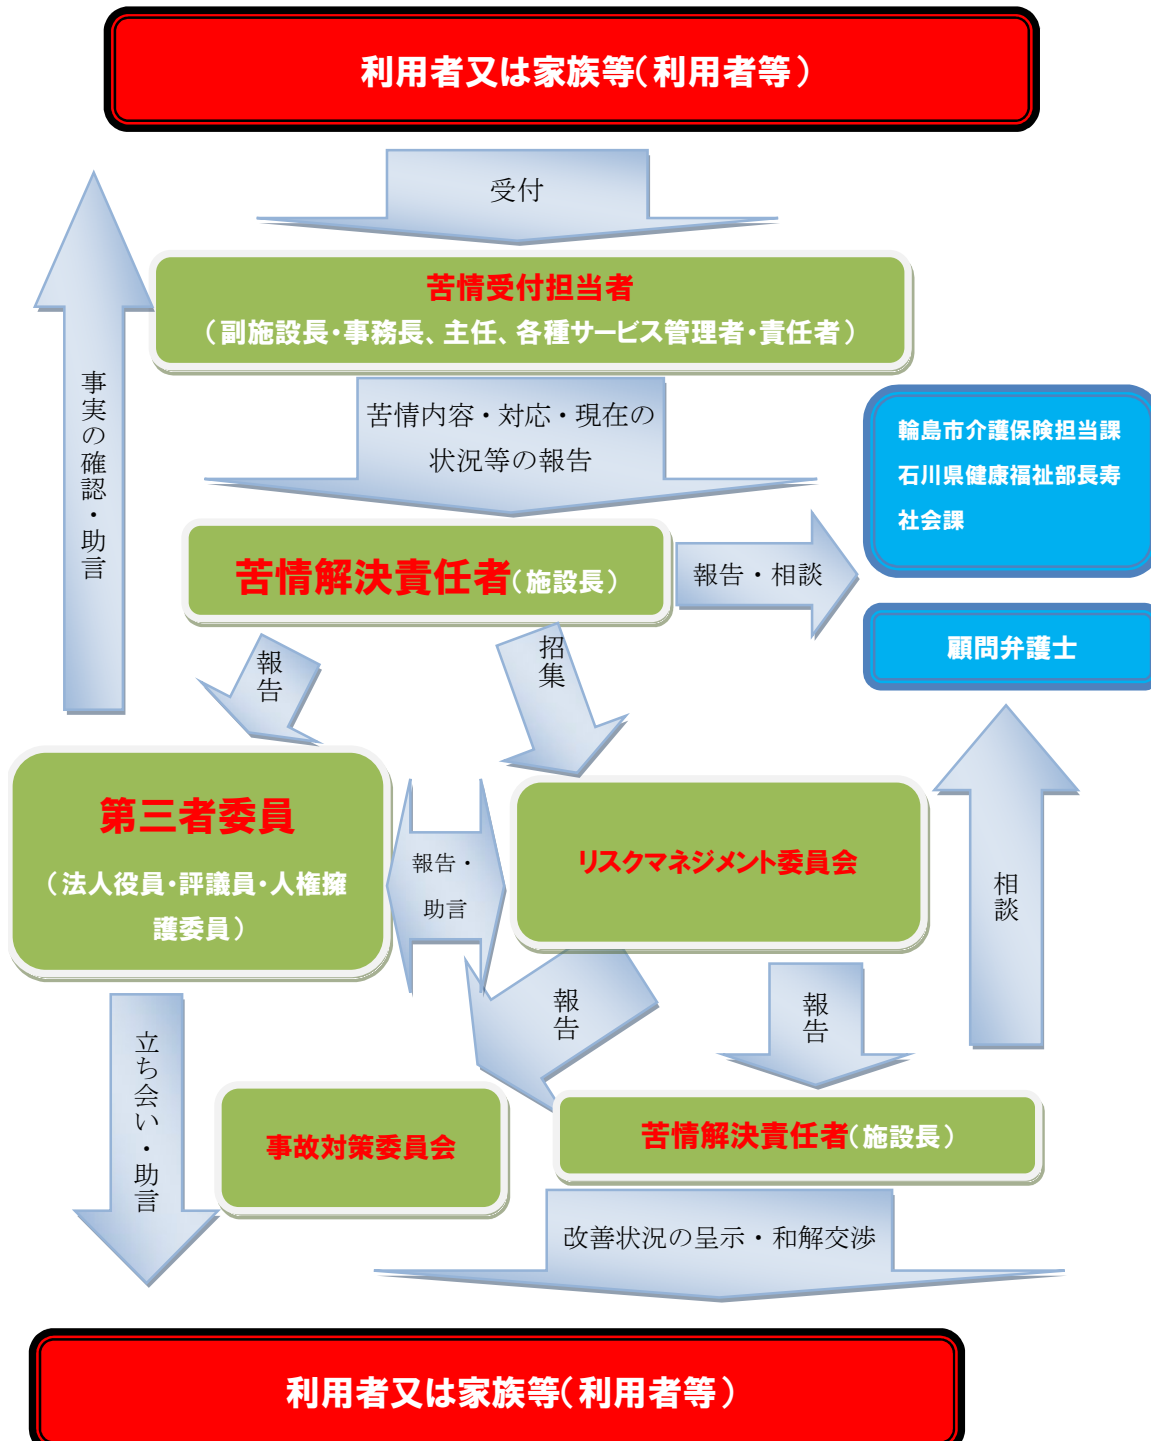 利用者又は家族等(利用者等)
受付
苦情受付担当者
(副施設長・事務長、主任、各種サービス管理者・責任者)
事実の確認・助言
苦情内容・対応・現在の
状況等の報告
輪島市介護保険担当課
石川県健康福祉部長寿
社会課
苦情解決責任者(施設長)
報告・相談
顧問弁護士
報告
招集
第三者委員
(法人役員・評議員・人権擁
護委員)
報告・
助言
リスクマネジメント委員会
相談
報告
報告
立ち会い・助言
事故対策委員会
苦情解決責任者(施設長)
改善状況の呈示・和解交渉
利用者又は家族等(利用者等)